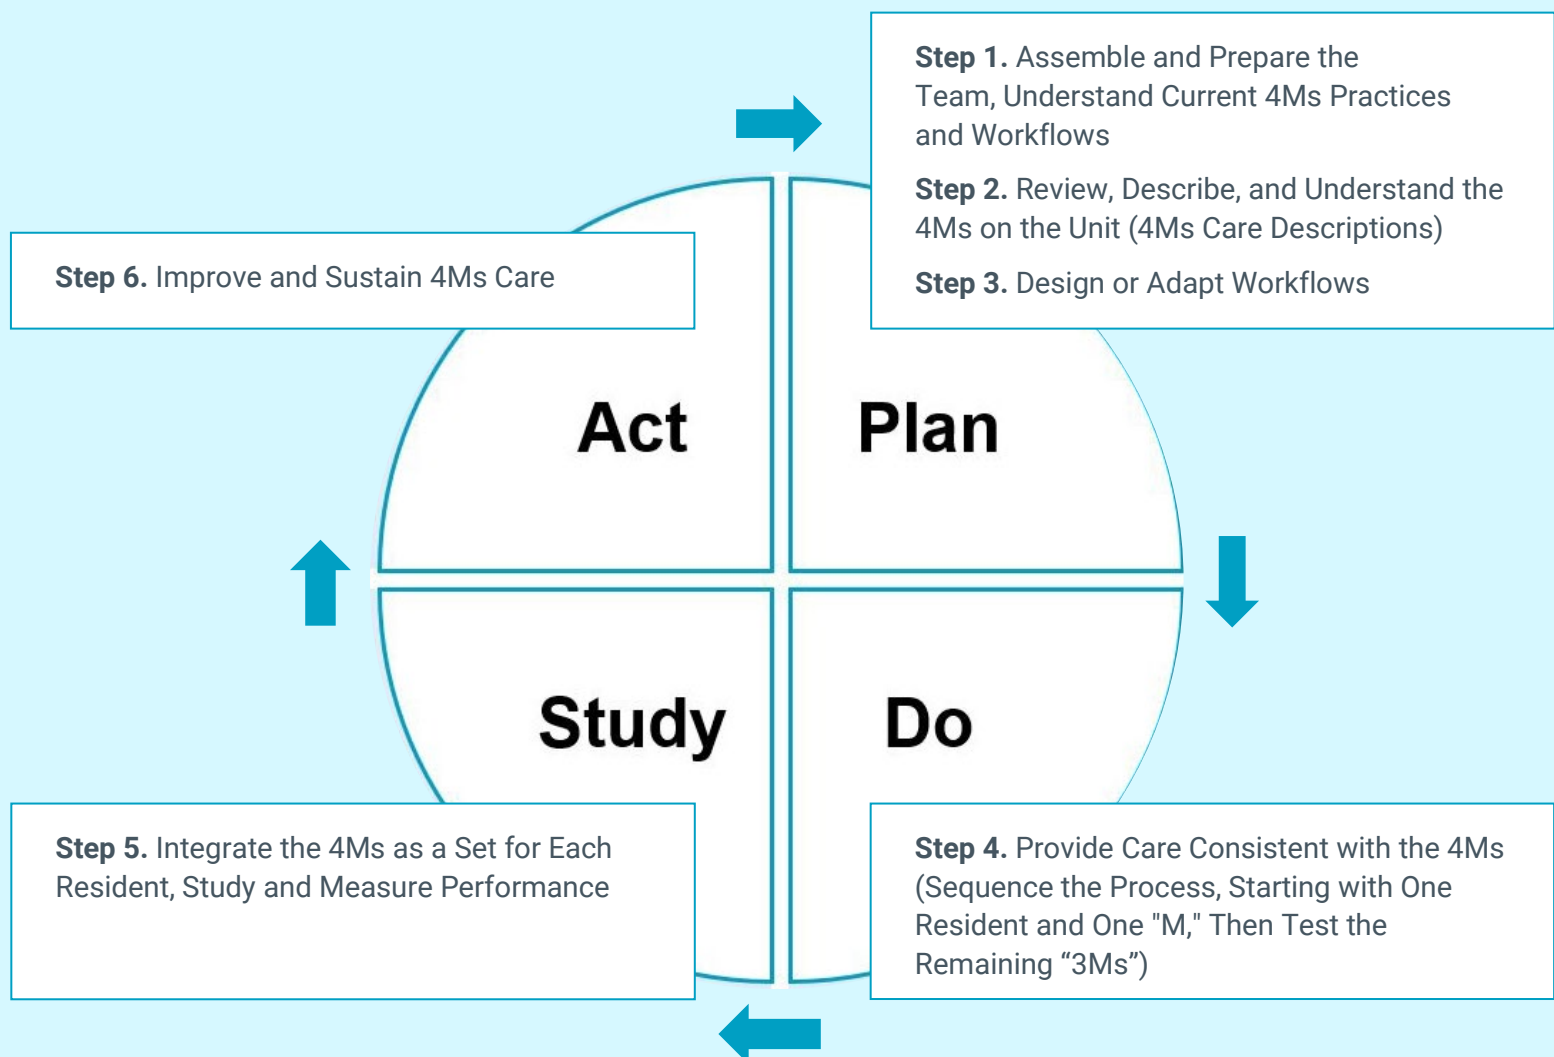 Step 1. Assemble and Prepare the
Team, Understand Current 4Ms Practices
and Workflows
Step 2. Review, Describe, and Understand the
4Ms on the Unit (4Ms Care Descriptions)
Step 3. Design or Adapt Workflows
Step 6. Improve and Sustain 4Ms Care
Act
Plan
Study
Do
Step 5. Integrate the 4Ms as a Set for Each
Resident, Study and Measure Performance
Step 4. Provide Care Consistent with the 4Ms
(Sequence the Process, Starting with One
Resident and One "M," Then Test the
Remaining “3Ms”)